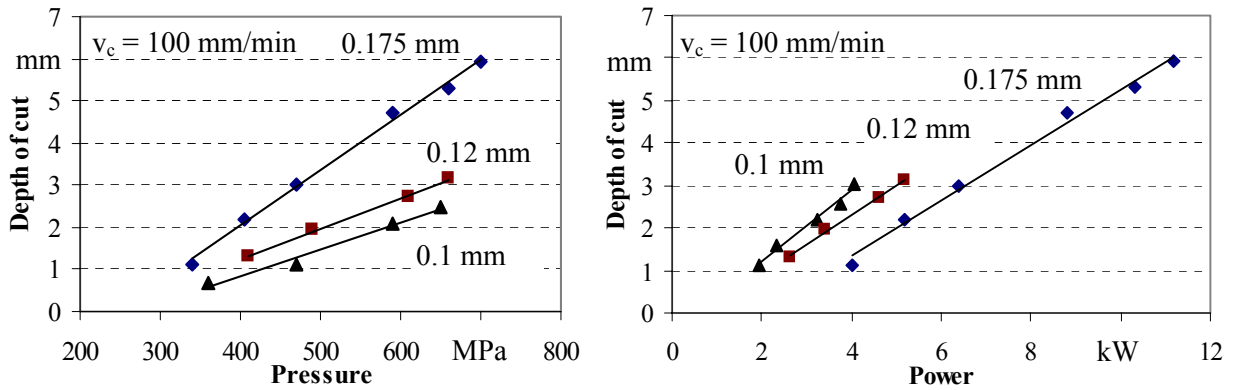 7
6
5
4
3
2
1
0
mm
Depth of cut
v_c = 100 mm/min
0.175 mm
0.12 mm
0.1 mm
200 300 400 500 600 MPa 800
Pressure
7
6
5
4
3
2
1
0
mm
Depth of cut
v_c = 100 mm/min
0.175 mm
0.12 mm
0.1 mm
0 2 4 6 8 kW 12
Power